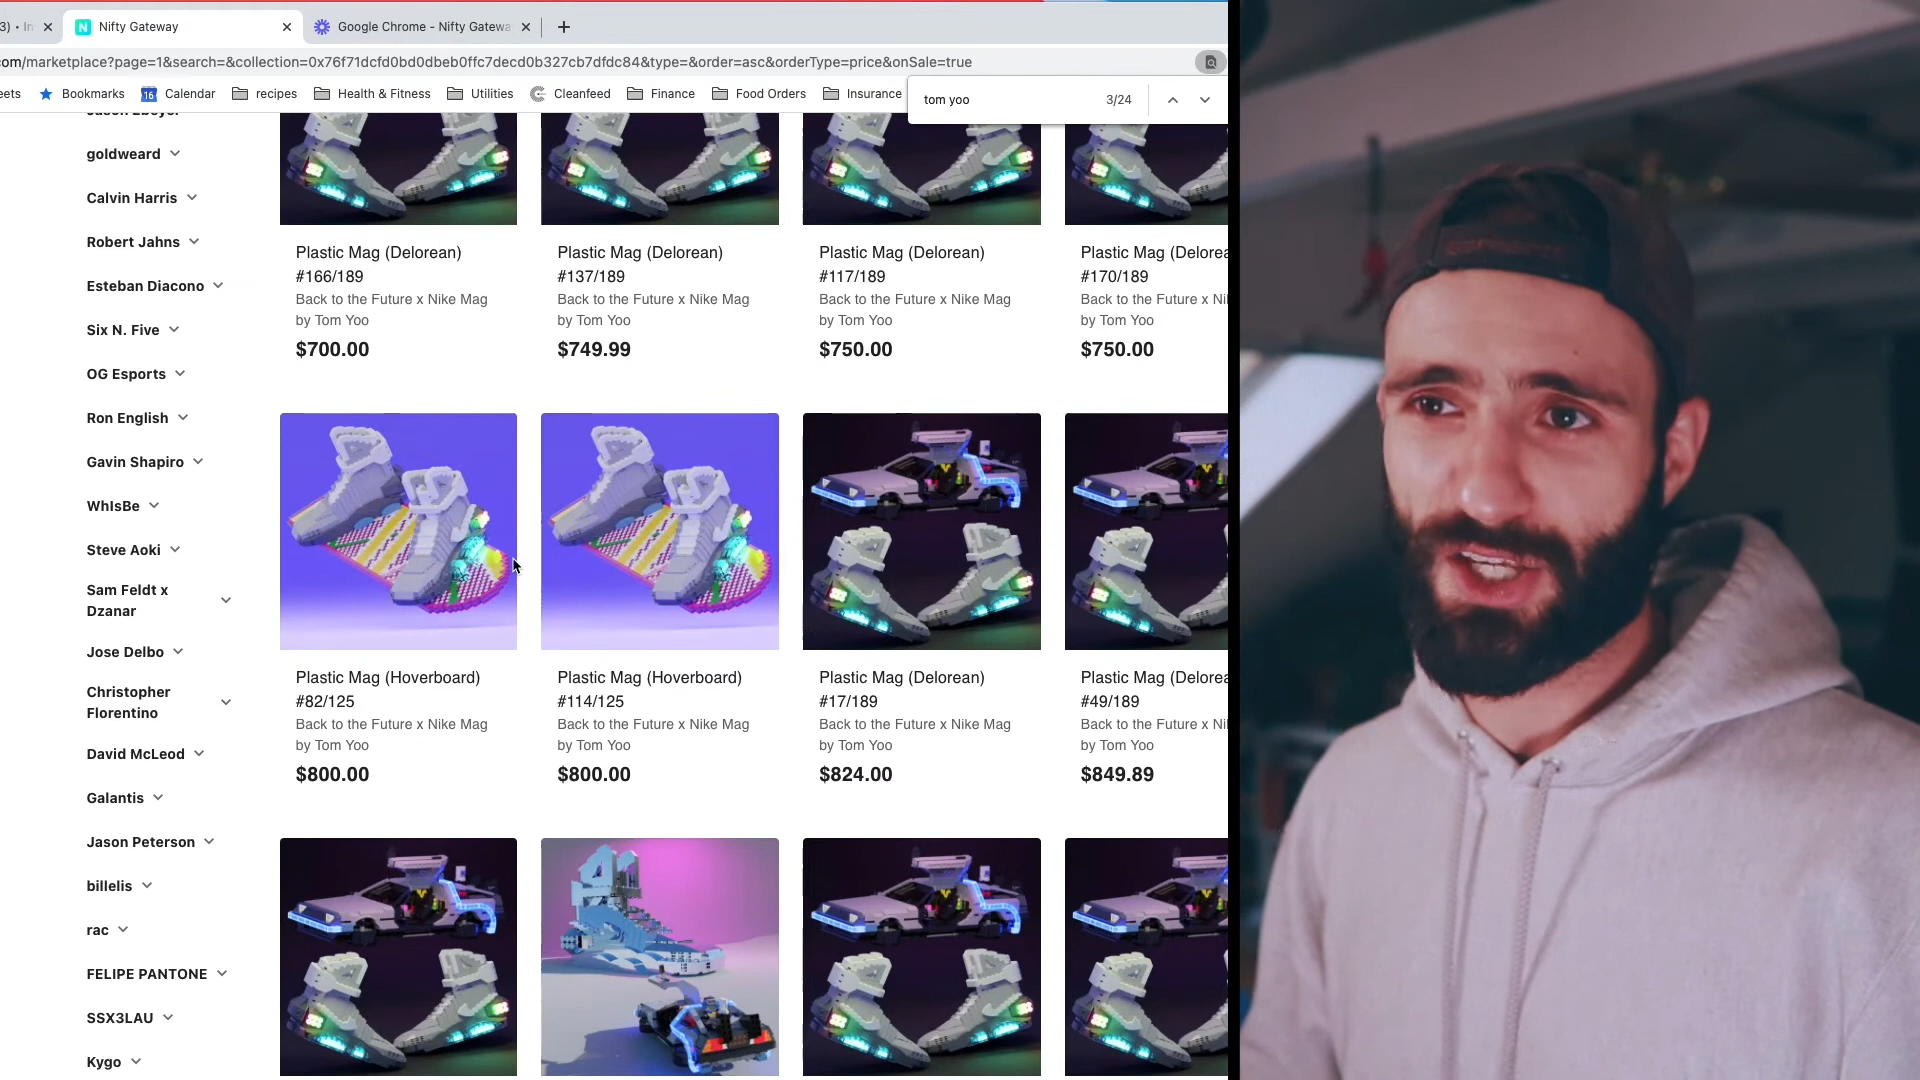 3) • In
Nifty Gateway
Google Chrome - Nifty Gatewa
om/marketplace?page=1&search=&collection=0x76f71dcfd0bd0dbeb0ffc7decd0b327cb7dfdc84&type=&order=asc&orderType=price&onSale=true
eets
Bookmarks
16
Calendar
recipes
Health & Fitness
Utilities
Cleanfeed
Finance
Food Orders
Insurance
tom yoo
3/24
goldweard
Calvin Harris
Robert Jahns
Esteban Diacono
Six N. Five
OG Esports
Ron English
Gavin Shapiro
WhIsBe
Steve Aoki
Sam Feldt x
Dzanar
Jose Delbo
Christopher
Florentino
David McLeod
Galantis
Jason Peterson
billelis
rac
FELIPE PANTONE
SSX3LAU
Kygo
Plastic Mag (Delorean)
#166/189
Back to the Future x Nike Mag
by Tom Yoo
$700.00
Plastic Mag (Delorean)
#137/189
Back to the Future x Nike Mag
by Tom Yoo
$749.99
Plastic Mag (Delorean)
#117/189
Back to the Future x Nike Mag
by Tom Yoo
$750.00
Plastic Mag (Delorea
#170/189
Back to the Future x Ni
by Tom Yoo
$750.00
Plastic Mag (Hoverboard)
#82/125
Back to the Future x Nike Mag
by Tom Yoo
$800.00
Plastic Mag (Hoverboard)
#114/125
Back to the Future x Nike Mag
by Tom Yoo
$800.00
Plastic Mag (Delorean)
#17/189
Back to the Future x Nike Mag
by Tom Yoo
$824.00
Plastic Mag (Delorea
#49/189
Back to the Future x Ni
by Tom Yoo
$849.89